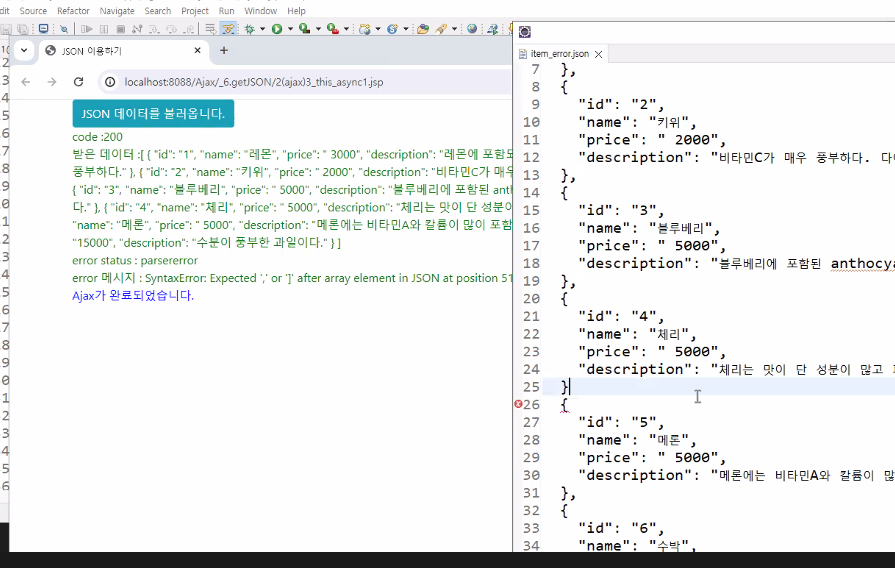 dit Source Refactor Navigate Search Project Run Window Help
JSON 이용하기
localhost:8088/Ajax/_6.getJSON/2(ajax)3_this_async1.jsp
JSON 데이터를 불러옵니다.
code :200
받은 데이터 :[ { "id": "1", "name": "레몬", "price": " 3000", "description": "레몬에 포함되
풍부하다." }, { "id": "2", "name": "키위", "price": " 2000", "description": "비타민C가 매우
{ "id": "3", "name": "블루베리", "price": " 5000", "description": "블루베리에 포함된 anth
다." }, { "id": "4", "name": "체리", "price": " 5000", "description": "체리는 맛이 단 성분이
"name": "메론", "price": " 5000", "description": "메론에는 비타민A와 칼륨이 많이 포함
"15000", "description": "수분이 풍부한 과일이다." } ]
error status : parsererror
error 메시지 : SyntaxError: Expected ',' or ']' after array element in JSON at position 51
Ajax가 완료되었습니다.
item_error.json
7 },
8 {
9 "id": "2",
10 "name": "키위",
11 "price": " 2000",
12 "description": "비타민C가 매우 풍부하다. 다
13 },
14 {
15 "id": "3",
16 "name": "블루베리",
17 "price": " 5000",
18 "description": "블루베리에 포함된 anthocya
19 },
20 {
21 "id": "4",
22 "name": "체리",
23 "price": " 5000",
24 "description": "체리는 맛이 단 성분이 많고
25 }
26 {
27 "id": "5",
28 "name": "메론",
29 "price": " 5000",
30 "description": "메론에는 비타민A와 칼륨이 많
31 },
32 {
33 "id": "6",
34 "name": "수박",